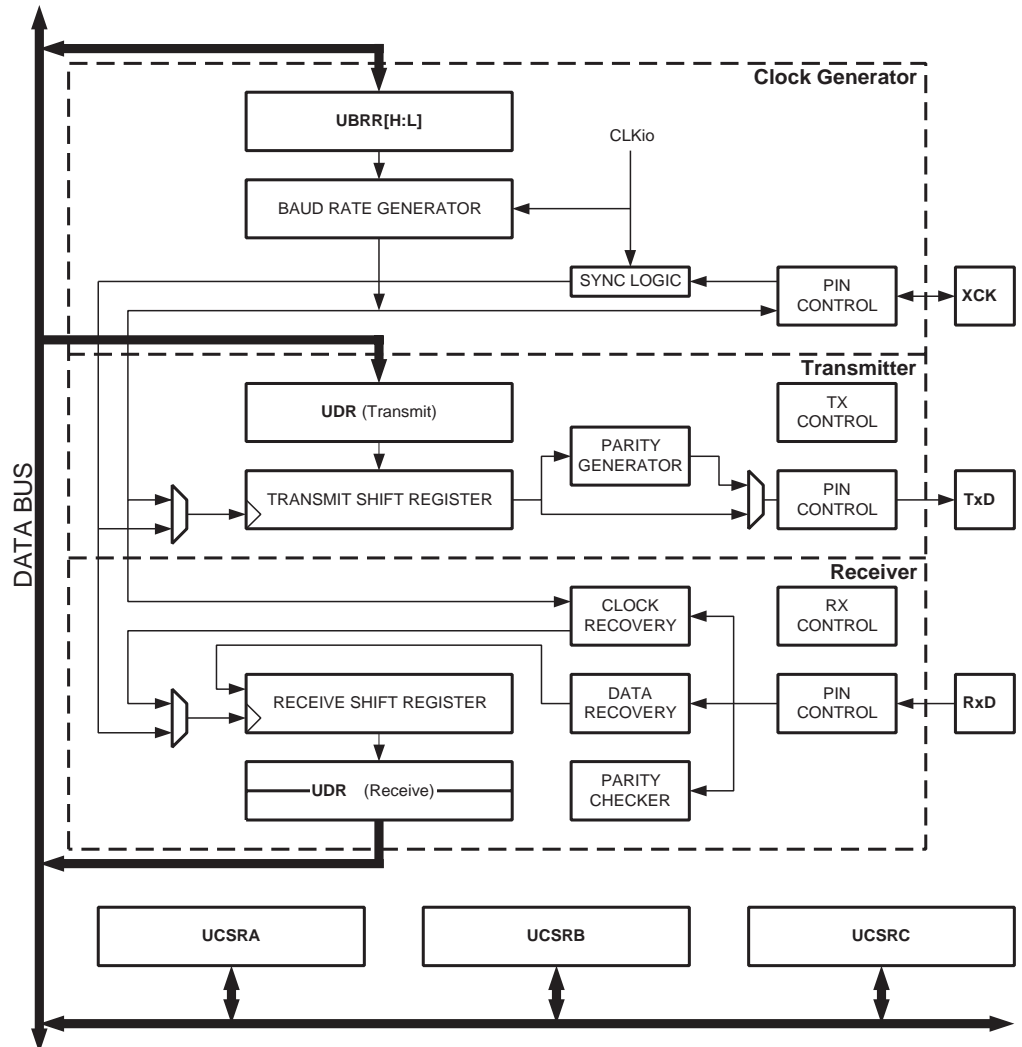 Clock Generator
UBRR[H:L]
CLKio
BAUD RATE GENERATOR
SYNC LOGIC
PIN
CONTROL
XCK
Transmitter
TX
CONTROL
UDR (Transmit)
PARITY
GENERATOR
TRANSMIT SHIFT REGISTER
PIN
CONTROL
TxD
DATA BUS
Receiver
CLOCK
RECOVERY
RX
CONTROL
RECEIVE SHIFT REGISTER
DATA
RECOVERY
PIN
CONTROL
RxD
UDR (Receive)
PARITY
CHECKER
UCSRA
UCSRB
UCSRC